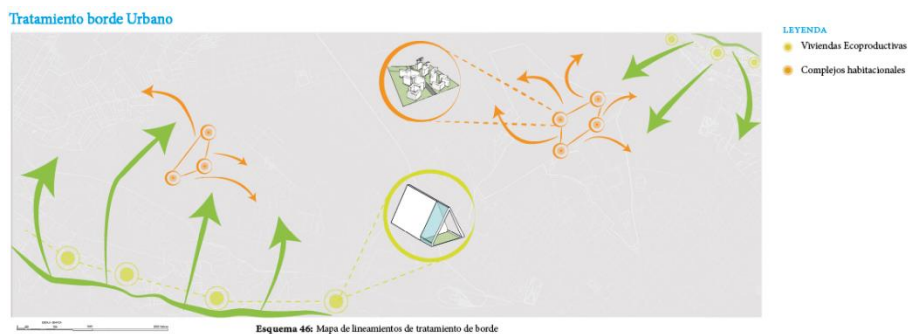 Tratamiento borde Urbano
LEYENDA
Viviendas Ecoproductivas
Complejos habitacionales
Esquema 46: Mapa de lineamientos de tratamiento de borde